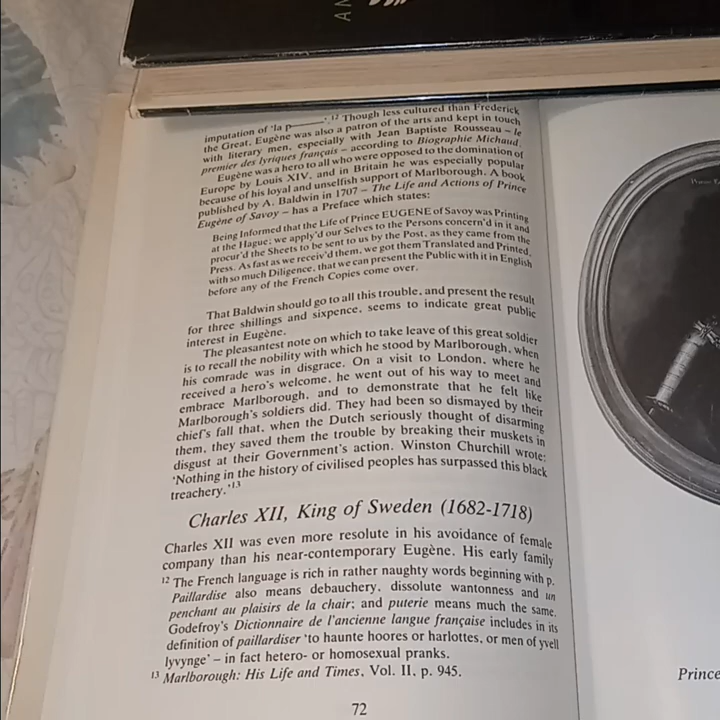 AN
imputation of ‘la p———’.¹² Though less cultured than Frederick
the Great, Eugène was also a patron of the arts and kept in touch
with literary men, especially with Jean Baptiste Rousseau – le
premier des lyriques français – according to Biographie Michaud.
Eugène was a hero to all who were opposed to the domination of
Europe by Louis XIV, and in Britain he was especially popular
because of his loyal and unselfish support of Marlborough. A book
published by A. Baldwin in 1707 – The Life and Actions of Prince
Eugène of Savoy – has a Preface which states:
Being Informed that the Life of Prince EUGENE of Savoy was Printing
at the Hague; we apply'd our Selves to the Persons concern'd in it and
procur'd the Sheets to be sent to us by the Post, as they came from the
Press. As fast as we receiv'd them, we got them Translated and Printed,
with so much Diligence, that we can present the Public with it in English
before any of the French Copies come over.
That Baldwin should go to all this trouble, and present the result
for three shillings and sixpence, seems to indicate great public
interest in Eugène.
The pleasantest note on which to take leave of this great soldier
is to recall the nobility with which he stood by Marlborough, when
his comrade was in disgrace. On a visit to London, where he
received a hero's welcome, he went out of his way to meet and
embrace Marlborough, and to demonstrate that he felt like
Marlborough's soldiers did. They had been so dismayed by their
chief's fall that, when the Dutch seriously thought of disarming
them, they saved them the trouble by breaking their muskets in
disgust at their Government's action. Winston Churchill wrote:
‘Nothing in the history of civilised peoples has surpassed this black
treachery.’¹³
Charles XII, King of Sweden (1682-1718)
Charles XII was even more resolute in his avoidance of female
company than his near-contemporary Eugène. His early family
¹² The French language is rich in rather naughty words beginning with p.
Paillardise also means debauchery, dissolute wantonness and un
penchant au plaisirs de la chair; and puterie means much the same.
Godefroy's Dictionnaire de l'ancienne langue française includes in its
definition of paillardiser ‘to haunte hoores or harlottes, or men of yvell
lyvynge’ – in fact hetero- or homosexual pranks.
¹³ Marlborough: His Life and Times, Vol. II, p. 945.
72
Prince